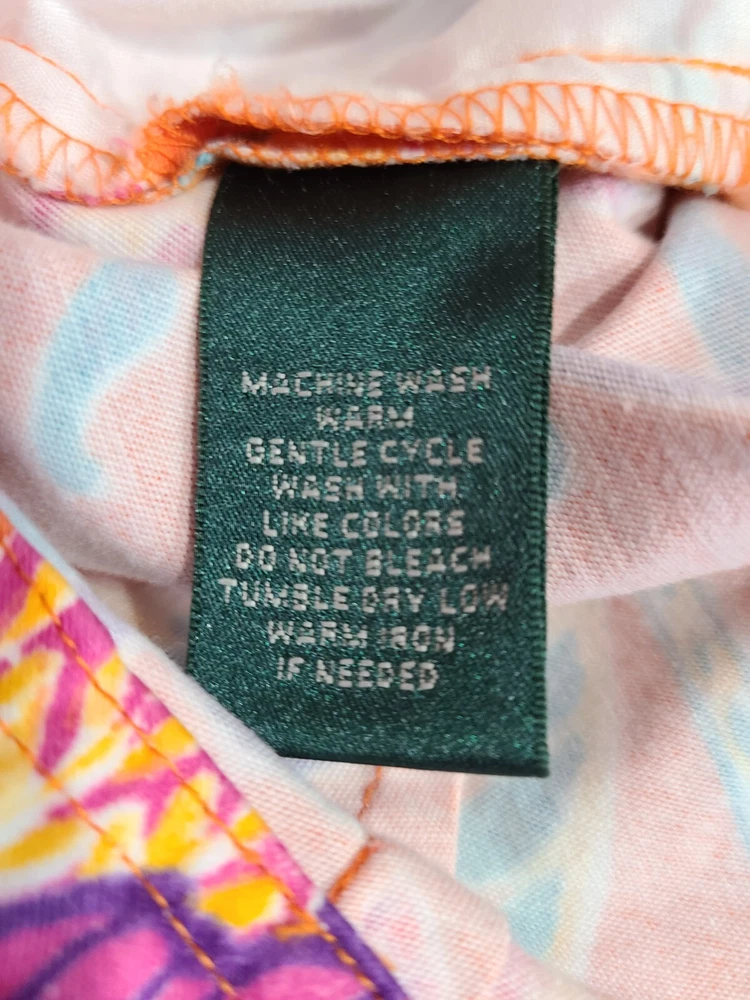 MACHINE WASH
WARM
GENTLE CYCLE
WASH WITH
LIKE COLORS
DO NOT BLEACH
TUMBLE DRY LOW
WARM IRON
IF NEEDED